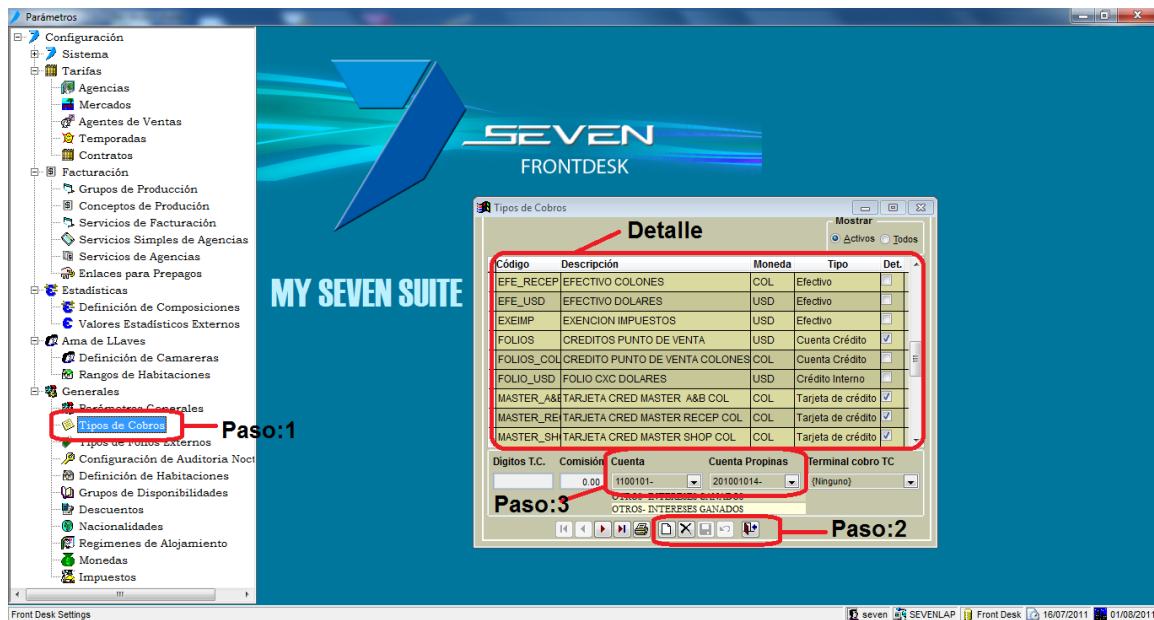 Parámetros
Configuración
Sistema
Tarifas
Agencias
Mercados
Agentes de Ventas
Temporadas
Contratos
Facturación
Grupos de Producción
Conceptos de Produción
Servicios de Facturación
Servicios Simples de Agencias
Servicios de Agencias
Enlaces para Prepagos
Estadísticas
Definición de Composiciones
Valores Estadísticos Externos
Ama de LLaves
Definición de Camareras
Rangos de Habitaciones
Generales
Parámetros Generales
Tipos de Cobros
Paso:1
Tipos de Folios Externos
Configuración de Auditoria Noct
Definición de Habitaciones
Grupos de Disponibilidades
Descuentos
Nacionalidades
Regimenes de Alojamiento
Monedas
Impuestos
SEVEN
FRONTDESK
MY SEVEN SUITE
Tipos de Cobros
Detalle
Mostrar
Activos Todos
Código Descripción Moneda Tipo Det.
EFE_RECEP EFECTIVO COLONES COL Efectivo
EFE_USD EFECTIVO DOLARES USD Efectivo
EXEIMP EXENCION IMPUESTOS USD Efectivo
FOLIOS CREDITOS PUNTO DE VENTA USD Cuenta Crédito
FOLIOS_COL CREDITO PUNTO DE VENTA COLONES COL Cuenta Crédito
FOLIO_USD FOLIO CXC DOLARES USD Crédito Interno
MASTER_A&B TARJETA CRED MASTER A&B COL COL Tarjeta de crédito
MASTER_RE TARJETA CRED MASTER RECEP COL COL Tarjeta de crédito
MASTER_SH TARJETA CRED MASTER SHOP COL COL Tarjeta de crédito
Digitos T.C. Comisión Cuenta Cuenta Propinas Terminal cobro TC
0.00 1100101- 201001014- (Ninguno)
OTROS- INTERESES GANADOS
Paso:3
OTROS- INTERESES GANADOS
Paso:2
Front Desk Settings
seven SEVENLAP Front Desk 16/07/2011 01/08/2011